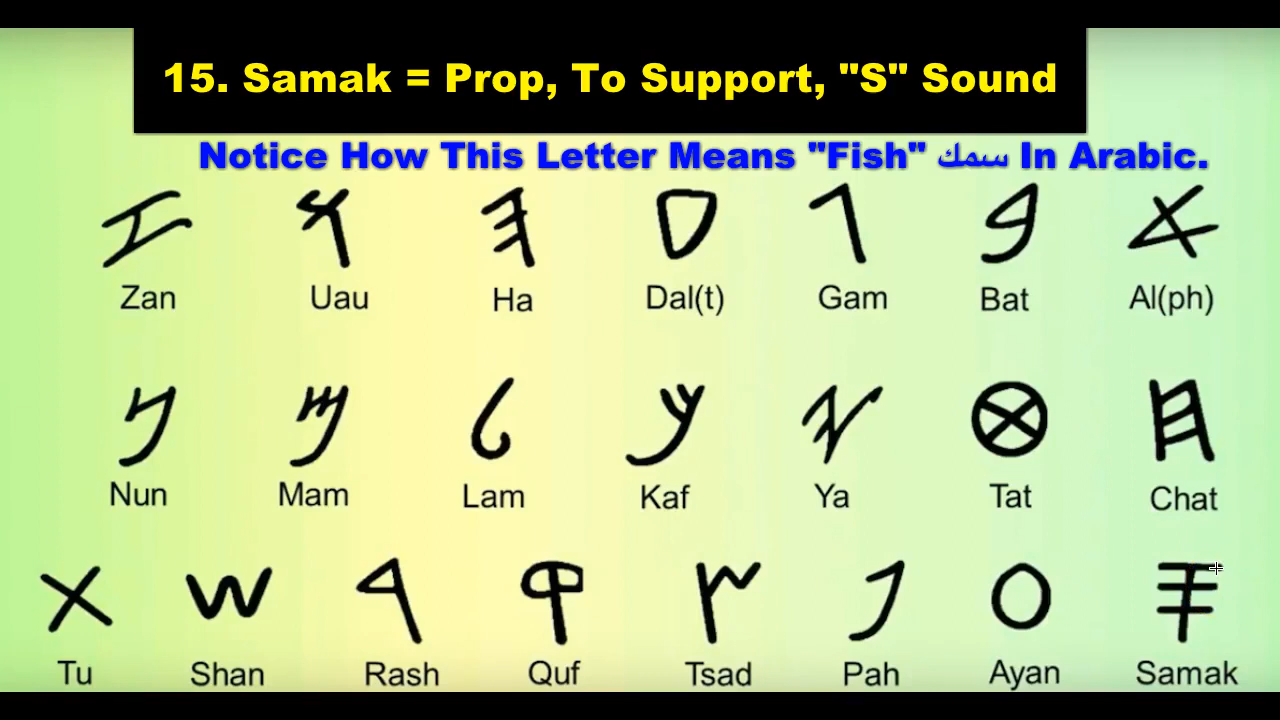 15. Samak = Prop, To Support, "S" Sound
Notice How This Letter Means "Fish" سمك In Arabic.
𐤆 𐤅 𐤄 𐤃 𐤂 𐤁 𐤀
Zan Uau Ha Dal(t) Gam Bat Al(ph)
𐤍 𐤌 𐤋 𐤊 𐤉 𐤈 𐤇
Nun Mam Lam Kaf Ya Tat Chat
𐤕 𐤔 𐤓 𐤒 𐤑 𐤐 𐤏 𐤎
Tu Shan Rash Quf Tsad Pah Ayan Samak